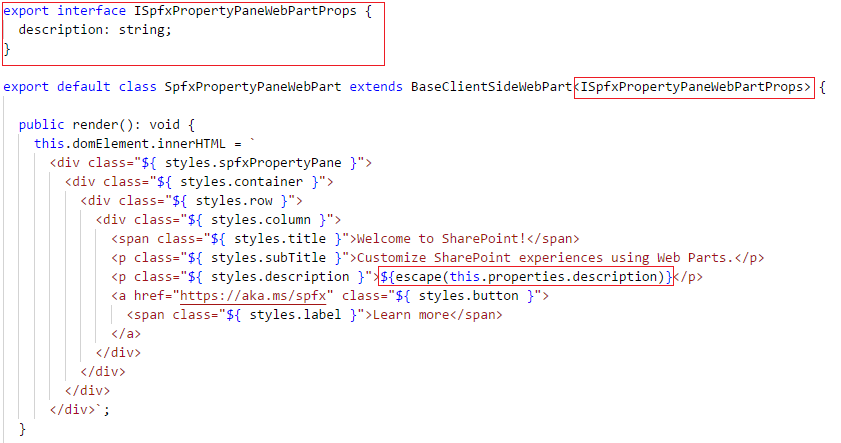 export interface ISpfxPropertyPaneWebPartProps {
description: string;
}
export default class SpfxPropertyPaneWebPart extends BaseClientSideWebPart<ISpfxPropertyPaneWebPartProps> {
public render(): void {
this.domElement.innerHTML = `
<div class="${ styles.spfxPropertyPane }">
<div class="${ styles.container }">
<div class="${ styles.row }">
<div class="${ styles.column }">
<span class="${ styles.title }">Welcome to SharePoint!</span>
<p class="${ styles.subTitle }">Customize SharePoint experiences using Web Parts.</p>
<p class="${ styles.description }">${escape(this.properties.description)}</p>
<a href="https://aka.ms/spfx" class="${ styles.button }">
<span class="${ styles.label }">Learn more</span>
</a>
</div>
</div>
</div>
</div>`;
}